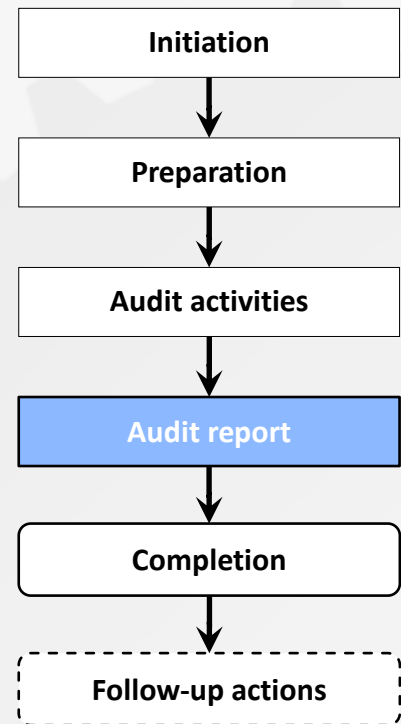 Initiation
Preparation
Audit activities
Audit report
Completion
Follow-up actions